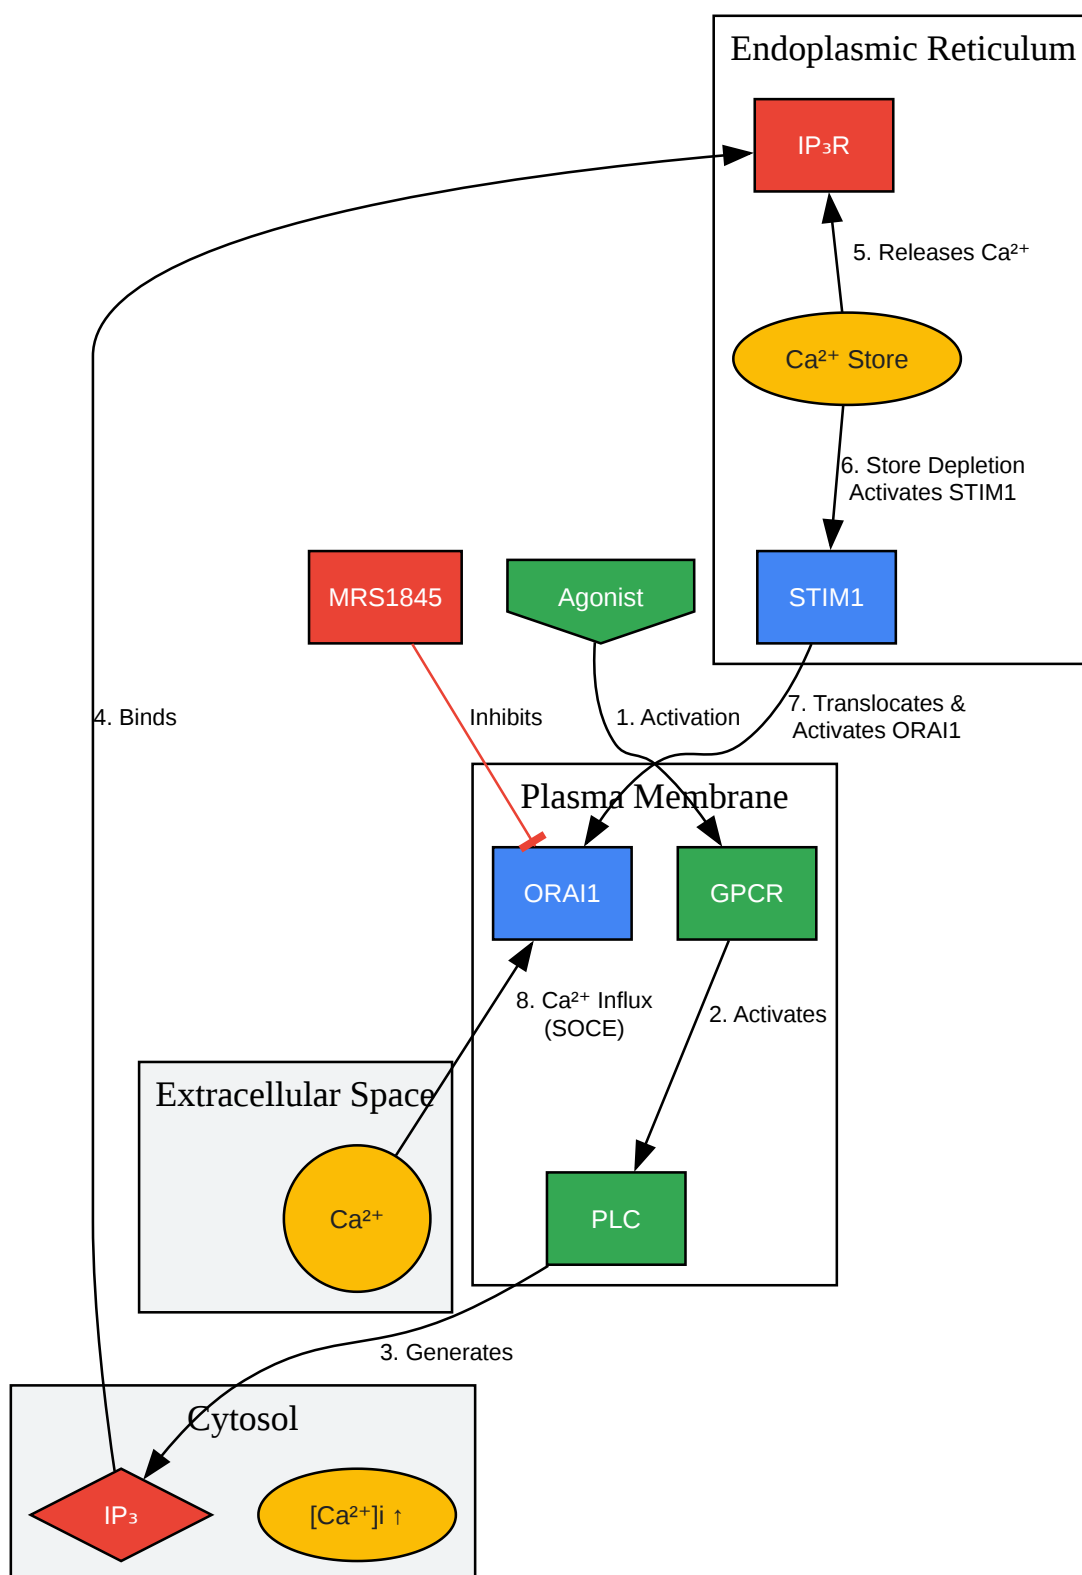 Endoplasmic Reticulum
IP₃R
5. Releases Ca²⁺
Ca²⁺ Store
6. Store Depletion
Activates STIM1
MRS1845
Agonist
STIM1
4. Binds
Inhibits
1. Activation
7. Translocates &
Activates ORAI1
Plasma Membrane
ORAI1
GPCR
8. Ca²⁺ Influx
(SOCE)
2. Activates
Extracellular Space
Ca²⁺
PLC
3. Generates
Cytosol
IP₃
[Ca²⁺]i ↑